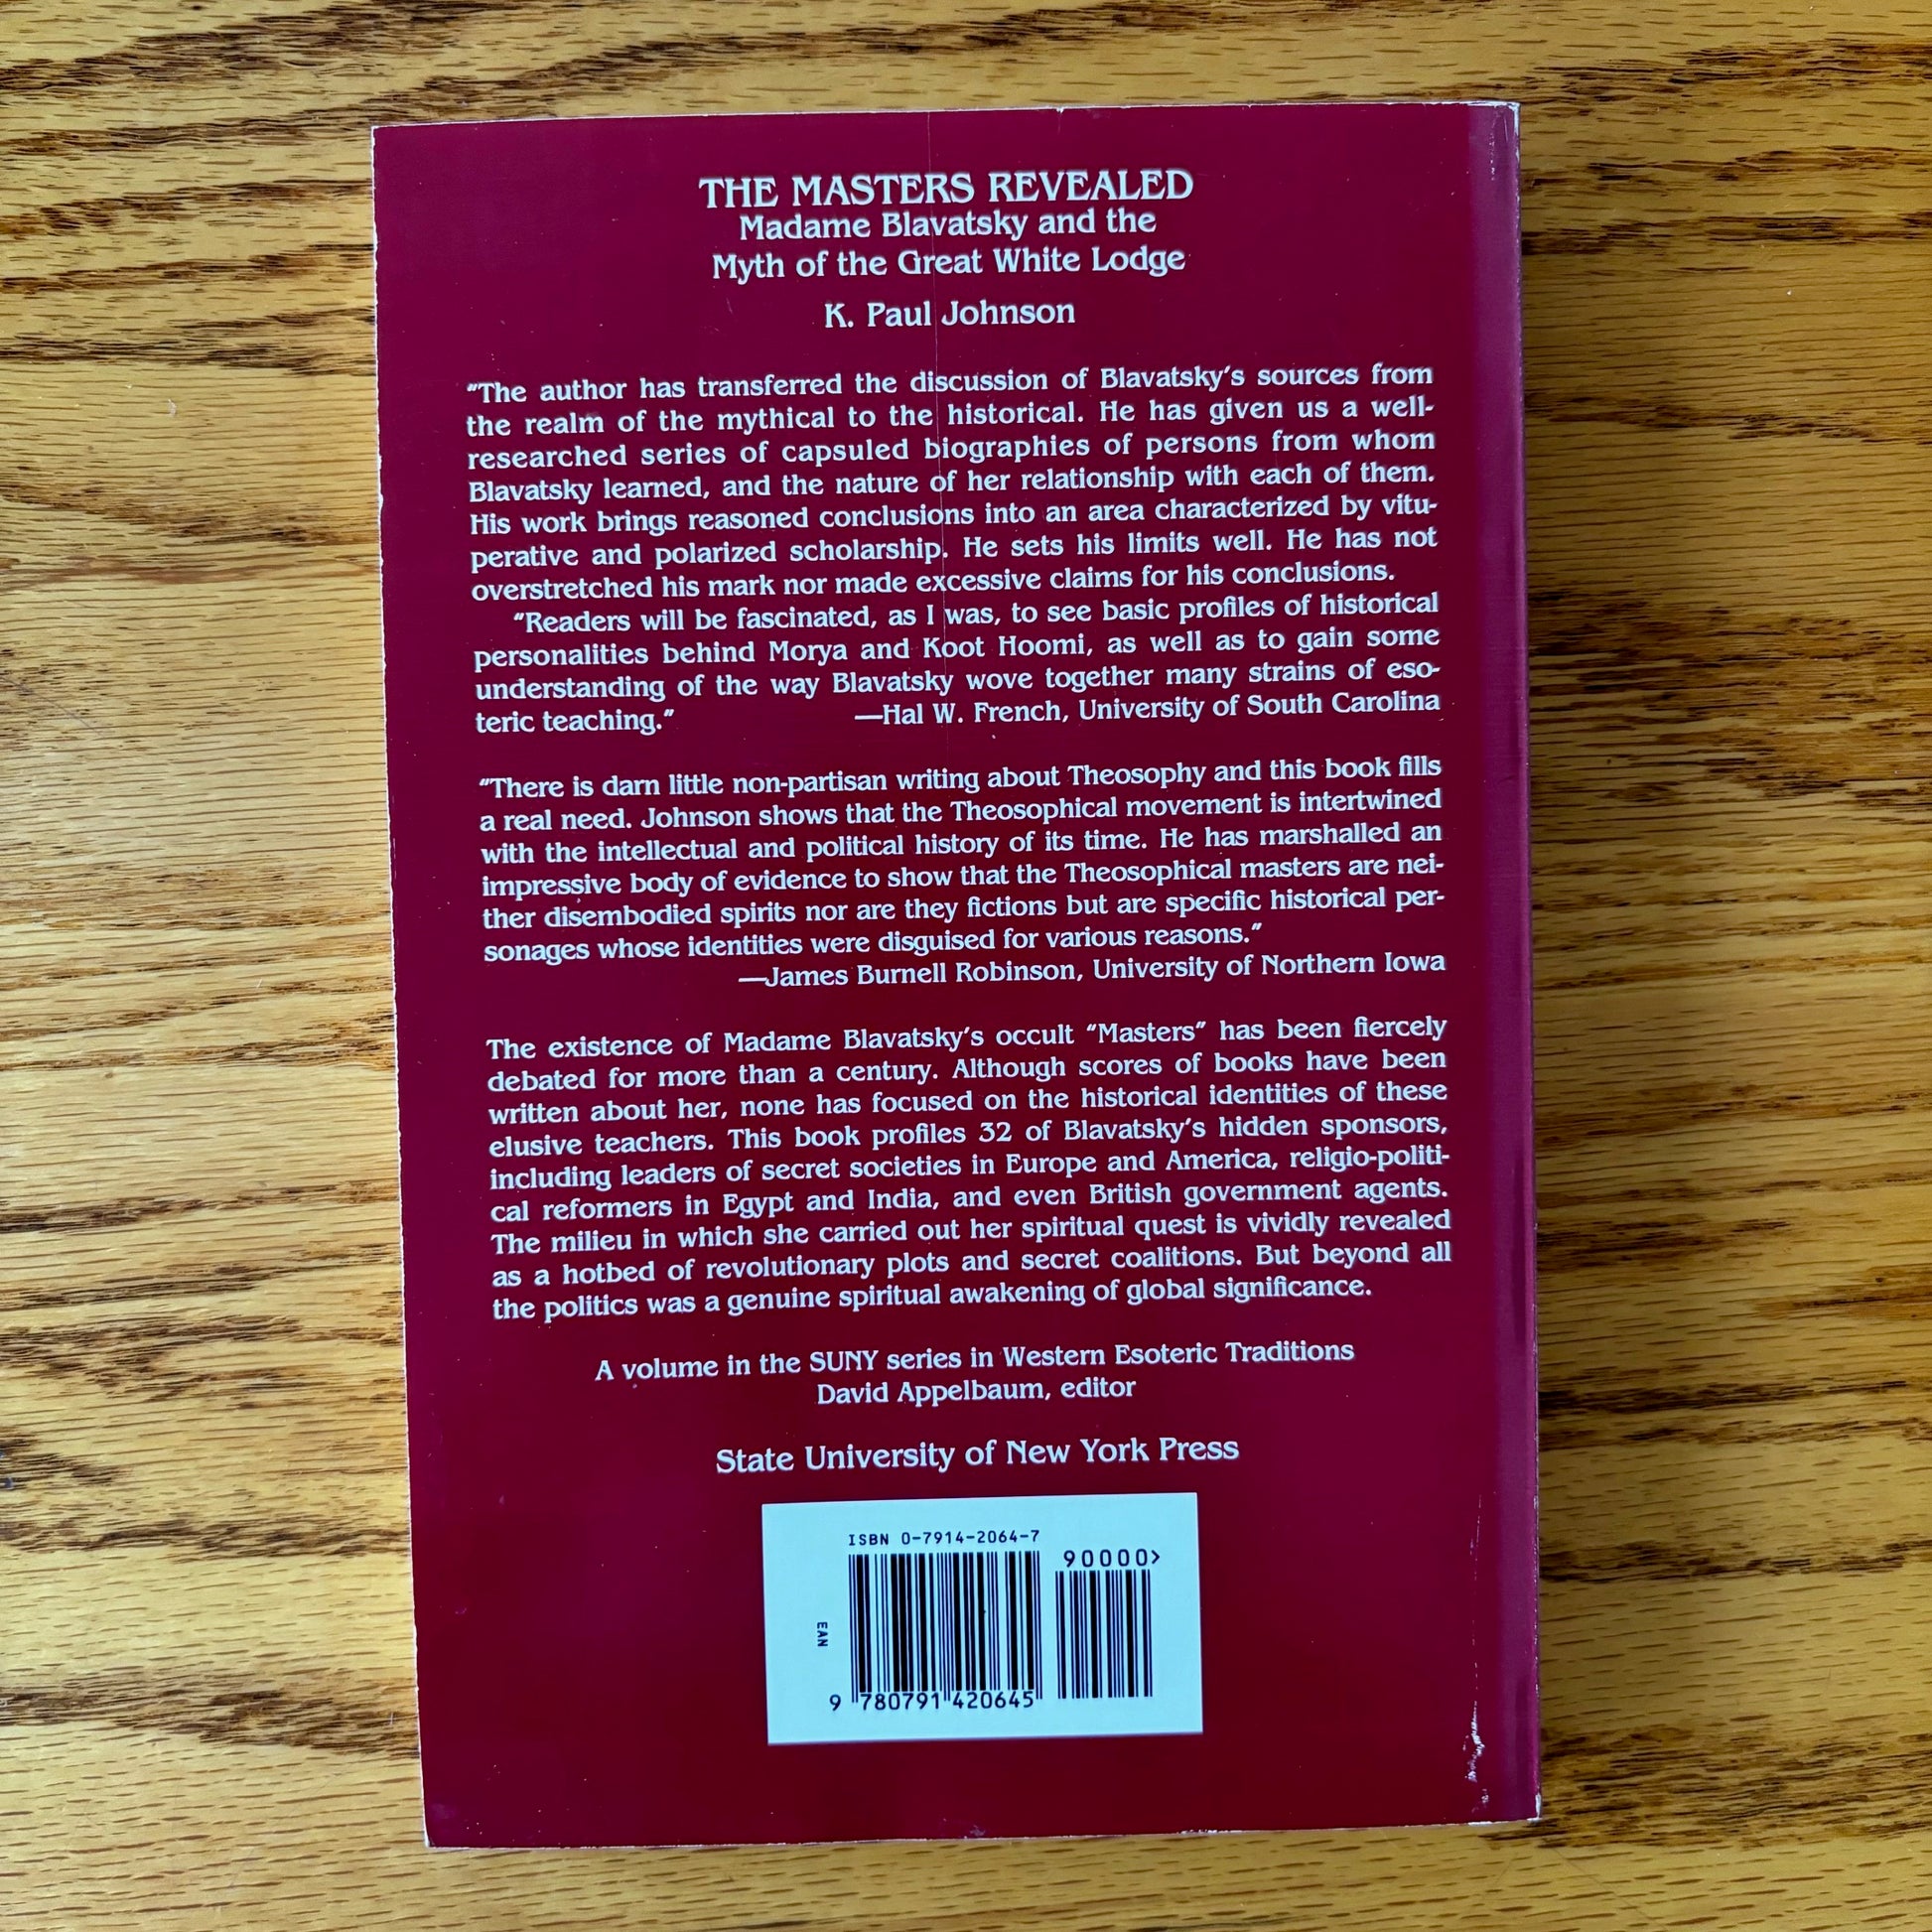 THE MASTERS REVEALED
Madame Blavatsky and the
Myth of the Great White Lodge
K. Paul Johnson
“The author has transferred the discussion of Blavatsky’s sources from
the realm of the mythical to the historical. He has given us a well-
researched series of capsuled biographies of persons from whom
Blavatsky learned, and the nature of her relationship with each of them.
His work brings reasoned conclusions into an area characterized by vitu-
perative and polarized scholarship. He sets his limits well. He has not
overstretched his mark nor made excessive claims for his conclusions.
“Readers will be fascinated, as I was, to see basic profiles of historical
personalities behind Morya and Koot Hoomi, as well as to gain some
understanding of the way Blavatsky wove together many strains of eso-
teric teaching.” —Hal W. French, University of South Carolina
“There is darn little non-partisan writing about Theosophy and this book fills
a real need. Johnson shows that the Theosophical movement is intertwined
with the intellectual and political history of its time. He has marshalled an
impressive body of evidence to show that the Theosophical masters are nei-
ther disembodied spirits nor are they fictions but are specific historical per-
sonages whose identities were disguised for various reasons.”
—James Burnell Robinson, University of Northern Iowa
The existence of Madame Blavatsky’s occult “Masters” has been fiercely
debated for more than a century. Although scores of books have been
written about her, none has focused on the historical identities of these
elusive teachers. This book profiles 32 of Blavatsky’s hidden sponsors,
including leaders of secret societies in Europe and America, religio-politi-
cal reformers in Egypt and India, and even British government agents.
The milieu in which she carried out her spiritual quest is vividly revealed
as a hotbed of revolutionary plots and secret coalitions. But beyond all
the politics was a genuine spiritual awakening of global significance.
A volume in the SUNY series in Western Esoteric Traditions
David Appelbaum, editor
State University of New York Press
ISBN 0-7914-2064-7
90000>
EAN
9 780791 420645